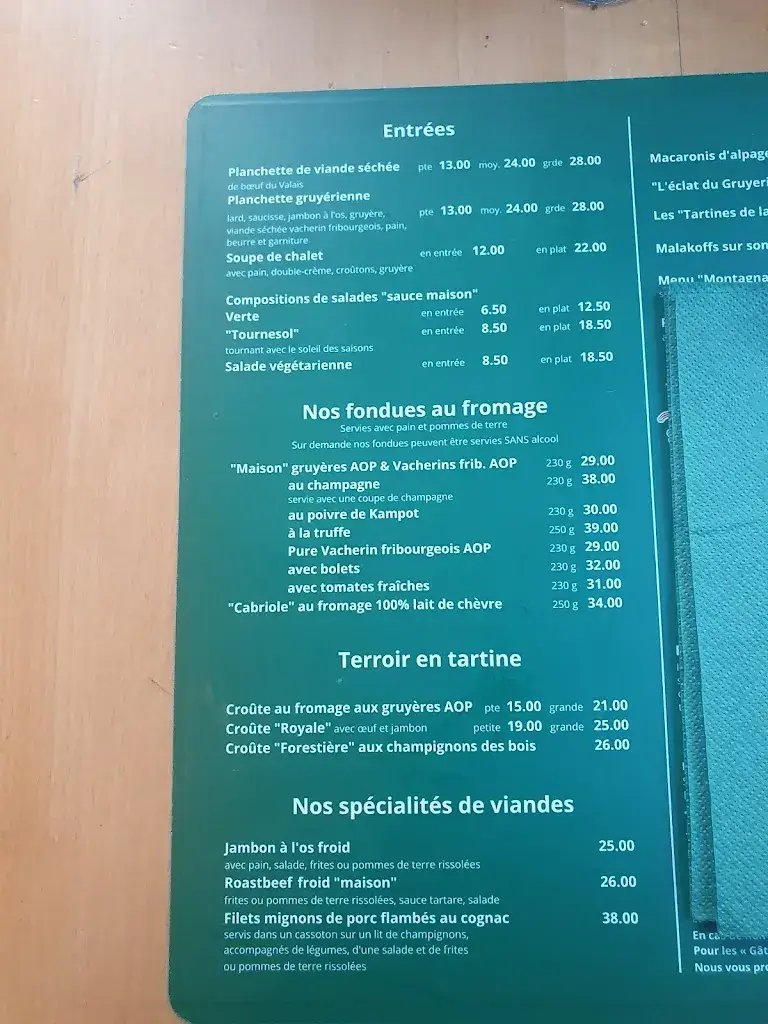 Entrées
Planchette de viande séchée pte 13.00 moy. 24.00 grde 28.00
de bœuf du Valais
Planchette gruyérienne
lard, saucisse, jambon à l'os, gruyère, pte 13.00 moy. 24.00 grde 28.00
viande séchée vacherin fribourgeois, pain,
beurre et garniture
Soupe de chalet en entrée 12.00 en plat 22.00
avec pain, double-crème, croûtons, gruyère
Compositions de salades "sauce maison"
Verte en entrée 6.50 en plat 12.50
"Tournesol" en entrée 8.50 en plat 18.50
tournant avec le soleil des saisons
Salade végétarienne en entrée 8.50 en plat 18.50
Nos fondues au fromage
Servies avec pain et pommes de terre
Sur demande nos fondues peuvent être servies SANS alcool
"Maison" gruyères AOP & Vacherins frib. AOP 230 g 29.00
au champagne 230 g 38.00
servie avec une coupe de champagne
au poivre de Kampot 230 g 30.00
à la truffe 250 g 39.00
Pure Vacherin fribourgeois AOP 230 g 29.00
avec bolets 230 g 32.00
avec tomates fraîches 230 g 31.00
"Cabriole" au fromage 100% lait de chèvre 250 g 34.00
Terroir en tartine
Croûte au fromage aux gruyères AOP pte 15.00 grande 21.00
Croûte "Royale" avec œuf et jambon petite 19.00 grande 25.00
Croûte "Forestière" aux champignons des bois 26.00
Nos spécialités de viandes
Jambon à l'os froid 25.00
avec pain, salade, frites ou pommes de terre rissolées
Roastbeef froid "maison" 26.00
frites ou pommes de terre rissolées, sauce tartare, salade
Filets mignons de porc flambés au cognac 38.00
servis dans un cassoton sur un lit de champignons,
accompagnés de légumes, d'une salade et de frites
ou pommes de terre rissolées
Macaronis d'alpage
"L'éclat du Gruyeri
Les "Tartines de la
Malakoffs sur son
Menu "Montagna
En
Pour les « Gât
Nous vous pro